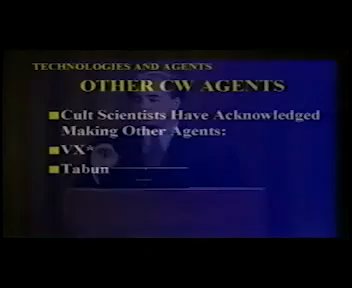 TECHNOLOGIES AND AGENTS
OTHER CW AGENTS
Cult Scientists Have Acknowledged
Making Other Agents:
VX*
Tabun